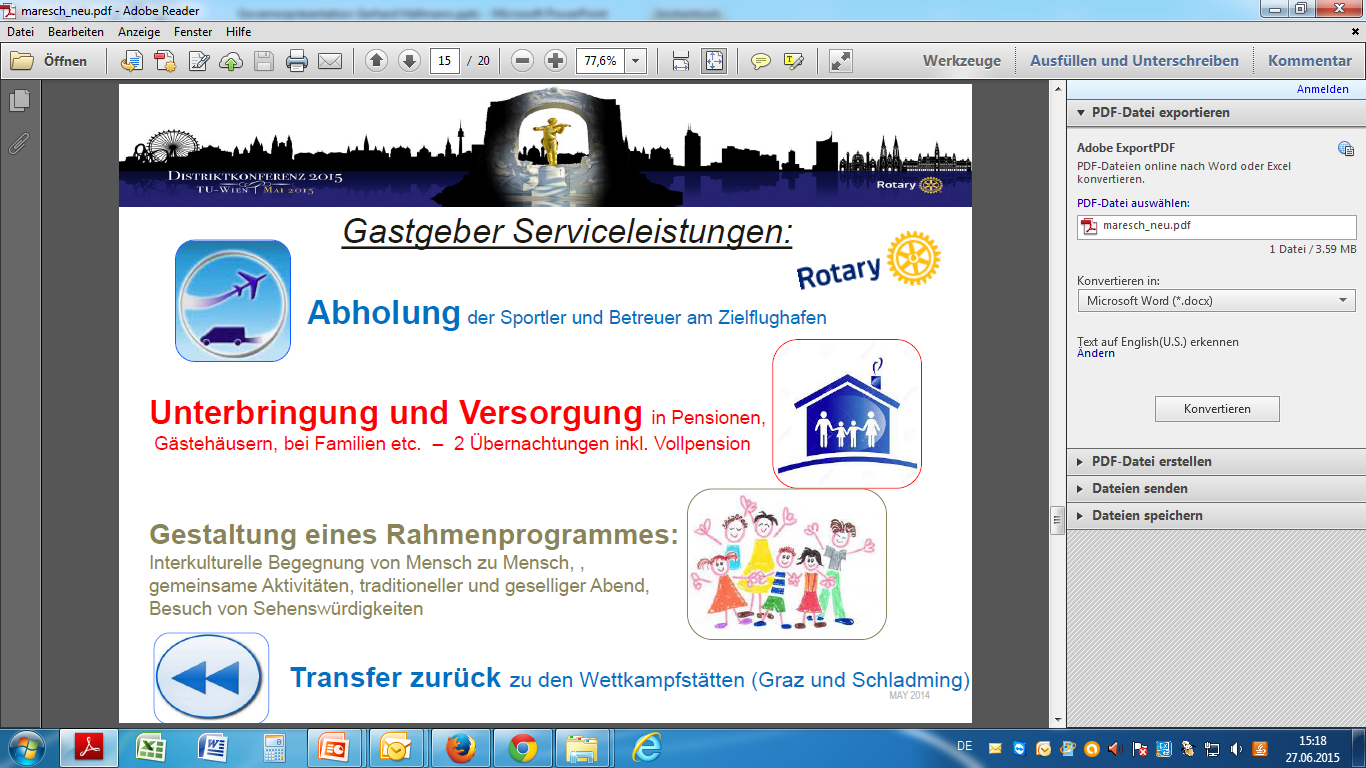 maresch_neu.pdf - Adobe Reader
Datei Bearbeiten Anzeige Fenster Hilfe
Öffnen 15 / 20 77,6% Werkzeuge Ausfüllen und Unterschreiben Kommentar
Anmelden
PDF-Datei exportieren
Adobe ExportPDF
PDF-Dateien online nach Word oder Excel
konvertieren.
PDF-Datei auswählen:
maresch_neu.pdf
1 Datei / 3.59 MB
Konvertieren in:
Microsoft Word (*.docx)
Text auf English(U.S.) erkennen
Ändern
Konvertieren
PDF-Datei erstellen
Dateien senden
Dateien speichern
DISTRIKTKONFERENZ 2015
TU-WIEN MAI 2015
Rotary
Gastgeber Serviceleistungen:
Rotary
Abholung der Sportler und Betreuer am Zielflughafen
Unterbringung und Versorgung in Pensionen,
Gästehäusern, bei Familien etc. – 2 Übernachtungen inkl. Vollpension
Gestaltung eines Rahmenprogrammes:
Interkulturelle Begegnung von Mensch zu Mensch, ,
gemeinsame Aktivitäten, traditioneller und geselliger Abend,
Besuch von Sehenswürdigkeiten
Transfer zurück zu den Wettkampfstätten (Graz und Schladming)
MAY 2014
DE
15:18
27.06.2015